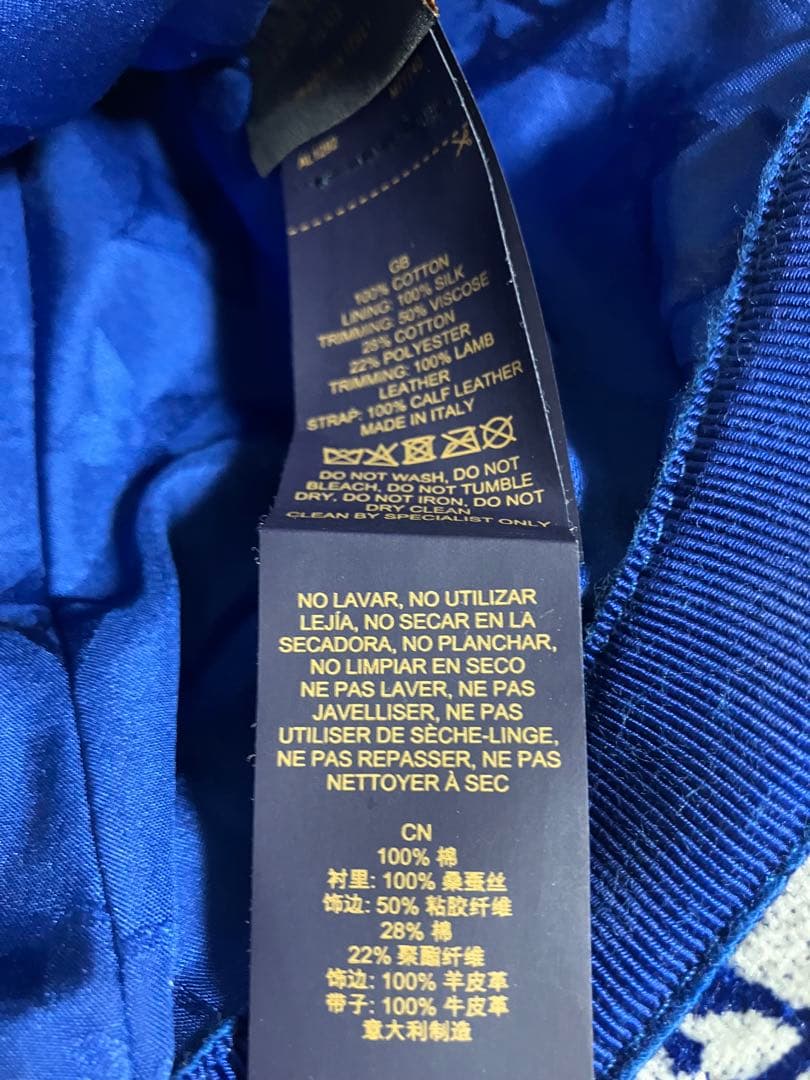 GB
100% COTTON
LINING: 100% SILK
TRIMMING: 50% VISCOSE
28% COTTON
22% POLYESTER
TRIMMING: 100% LAMB
LEATHER
STRAP: 100% CALF LEATHER
MADE IN ITALY
DO NOT WASH, DO NOT
BLEACH, DO NOT TUMBLE
DRY, DO NOT IRON, DO NOT
DRY CLEAN
CLEAN BY SPECIALIST ONLY
NO LAVAR, NO UTILIZAR
LEJÍA, NO SECAR EN LA
SECADORA, NO PLANCHAR,
NO LIMPIAR EN SECO
NE PAS LAVER, NE PAS
JAVELLISER, NE PAS
UTILISER DE SÈCHE-LINGE,
NE PAS REPASSER, NE PAS
NETTOYER À SEC
CN
100% 棉
衬里: 100% 桑蚕丝
饰边: 50% 粘胶纤维
28% 棉
22% 聚酯纤维
饰边: 100% 羊皮革
带子: 100% 牛皮革
意大利制造